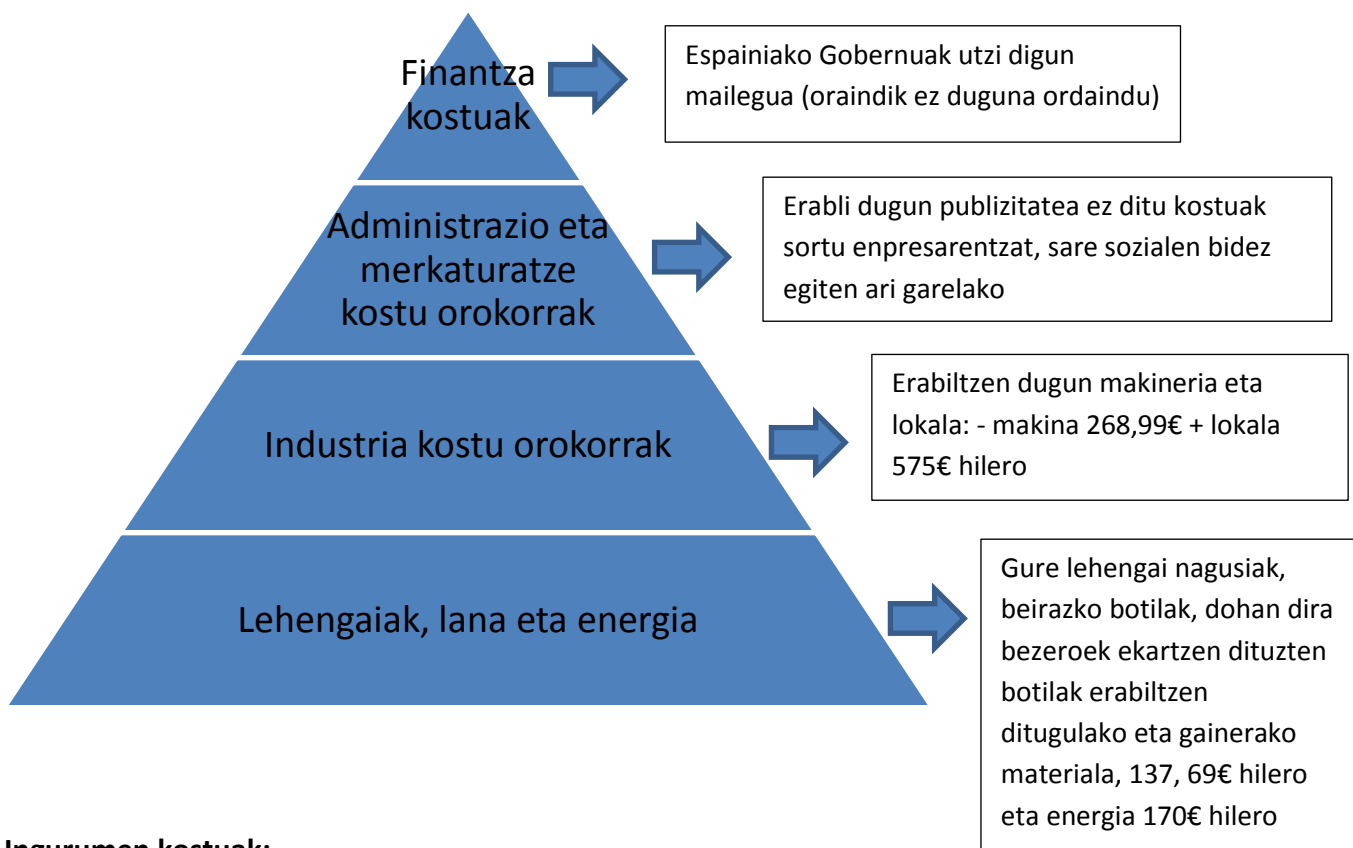 Finantza
kostuak
Espainiako Gobernuak utzi digun
mailegua (oraindik ez duguna ordaindu)
Administrazio eta
merkaturatze
kostu orokorrak
Erabli dugun publizitatea ez ditu kostuak
sortu enpresarentzat, sare sozialen bidez
egiten ari garelako
Industria kostu orokorrak
Erabiltzen dugun makineria eta
lokala: - makina 268,99€ + lokala
575€ hilero
Lehengaiak, lana eta energia
Gure lehengai nagusiak,
beirazko botilak, dohan dira
bezeroek ekartzen dituzten
botilak erabiltzen
ditugulako eta gainerako
materiala, 137, 69€ hilero
eta energia 170€ hilero
Ingurumen kostuak: